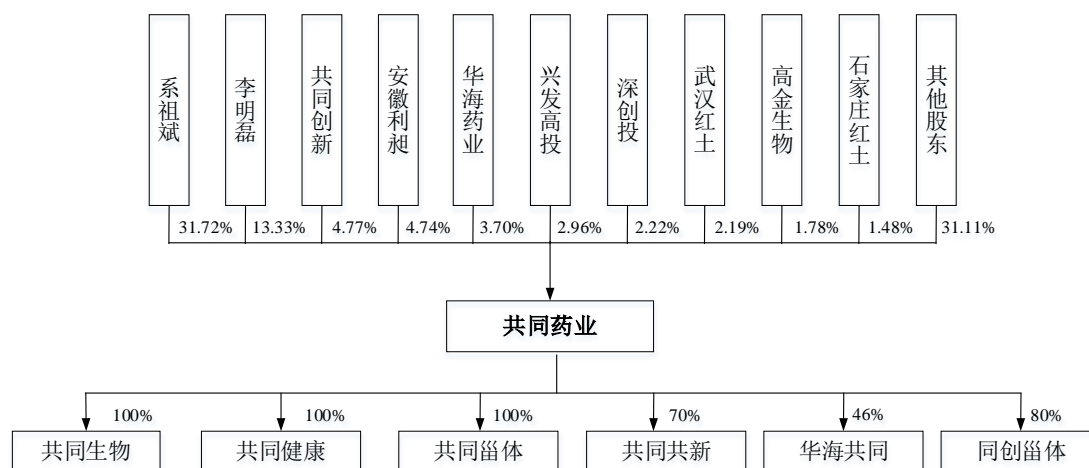 系祖斌
李明磊
共同创新
安徽利昶
华海药业
兴发高投
深创投
武汉红土
高金生物
石家庄红土
其他股东
31.72%
13.33%
4.77%
4.74%
3.70%
2.96%
2.22%
2.19%
1.78%
1.48%
31.11%
共同药业
100%
100%
100%
70%
46%
80%
共同生物
共同健康
共同甾体
共同共新
华海共同
同创甾体